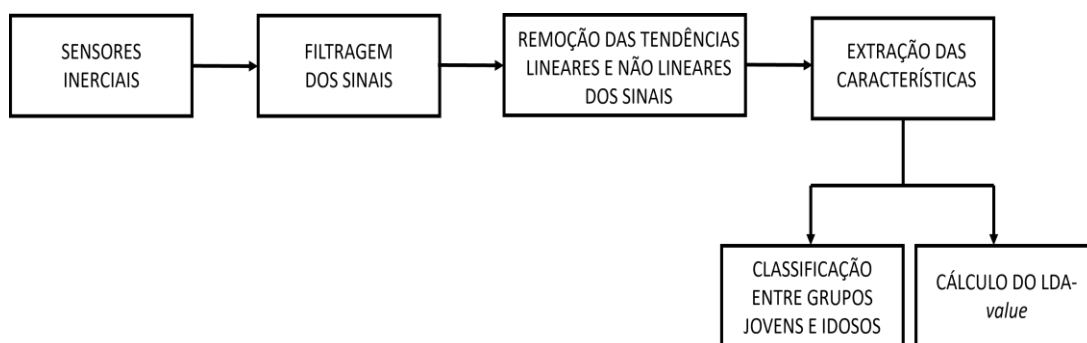 SENSORES
INERCIAIS
FILTRAGEM
DOS SINAIS
REMOÇÃO DAS TENDÊNCIAS
LINEARES E NÃO LINEARES
DOS SINAIS
EXTRAÇÃO DAS
CARACTERÍSTICAS
CLASSIFICAÇÃO
ENTRE GRUPOS
JOVENS E IDOSOS
CÁLCULO DO LDA-
value